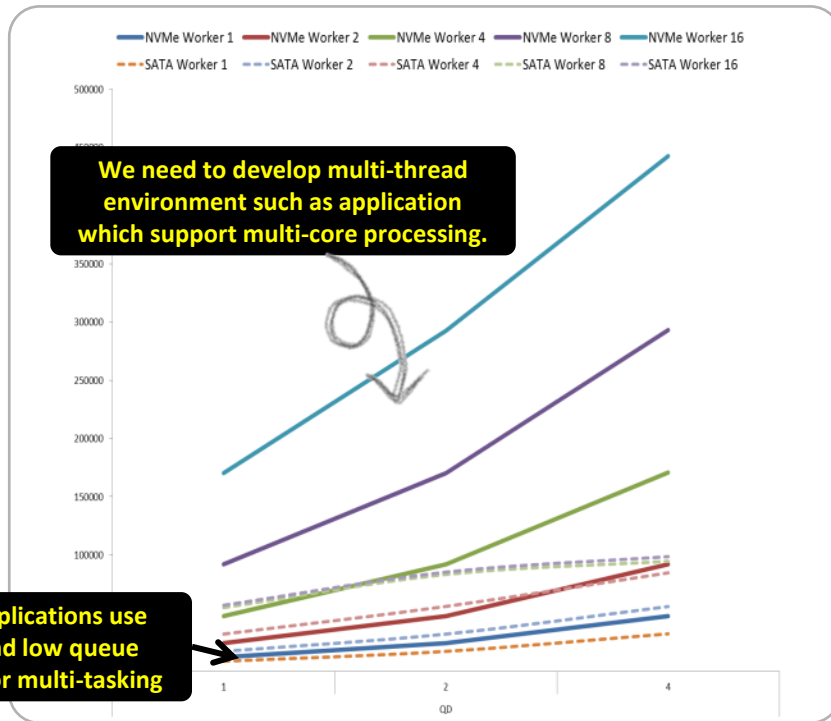 NVMe Worker 1 NVMe Worker 2 NVMe Worker 4 NVMe Worker 8 NVMe Worker 16
SATA Worker 1 SATA Worker 2 SATA Worker 4 SATA Worker 8 SATA Worker 16
500000
We need to develop multi-thread
environment such as application
which support multi-core processing.
350000
300000
200000
150000
100000
use
low queue
multi-tasking
1 2 4
QD